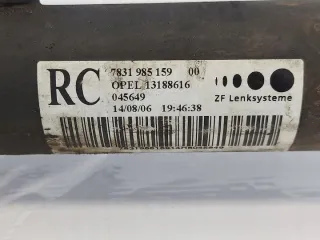 RC
7831 985 159 00
OPEL 13188616
045649
14/08/06 19:46:38
ZF Lenksysteme